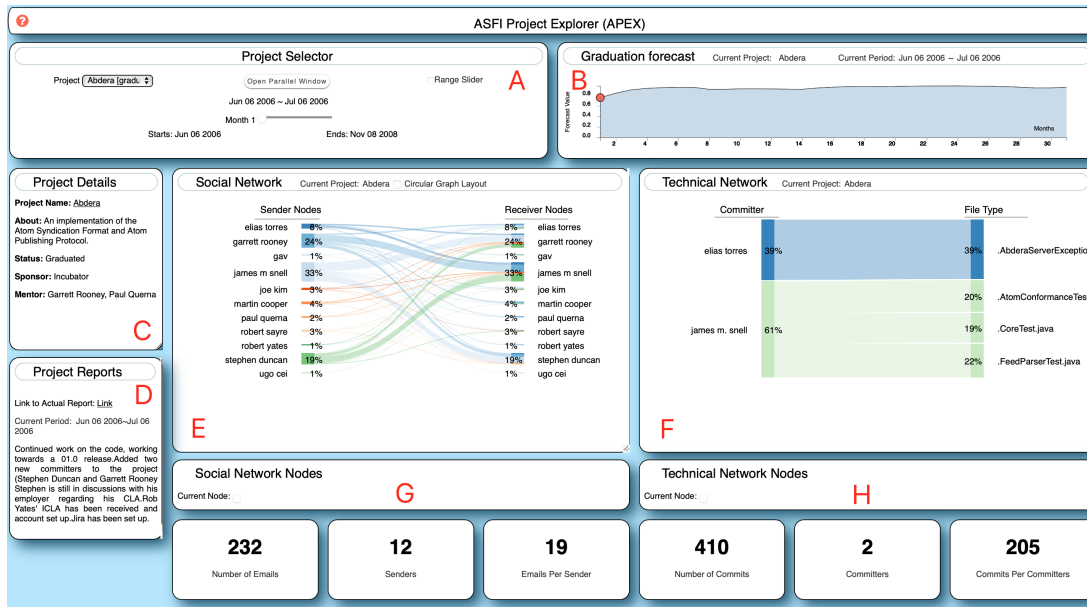 ?
ASFI Project Explorer (APEX)
Project Selector
Project Abdera [gradu
Open Parallel Window
Range Slider
A
Jun 06 2006 ~ Jul 06 2006
Month 1
Starts: Jun 06 2006
Ends: Nov 08 2008
Graduation forecast
Current Project: Abdera
Current Period: Jun 06 2006 ~ Jul 06 2006
B
Forecast Value
0.8
0.6
0.4
0.2
0.0
Months
2 4 6 8 10 12 14 16 18 20 22 24 26 28 30
Project Details
Project Name: Abdera
About: An implementation of the
Atom Syndication Format and Atom
Publishing Protocol.
Status: Graduated
Sponsor: Incubator
Mentor: Garrett Rooney, Paul Querna
C
Project Reports
D
Link to Actual Report: Link
Current Period: Jun 06 2006~Jul 06
2006
Continued work on the code, working
towards a 01.0 release.Added two
new committers to the project
(Stephen Duncan and Garrett Rooney
Stephen is still in discussions with his
employer regarding his CLA.Rob
Yates' ICLA has been received and
account set up.Jira has been set up.
Social Network Current Project: Abdera Circular Graph Layout
Sender Nodes Receiver Nodes
elias torres 8% 8% elias torres
garrett rooney 24% 24% garrett rooney
gav 1% 1% gav
james m snell 33% 33% james m snell
joe kim 3% 3% joe kim
martin cooper 4% 4% martin cooper
paul querna 2% 2% paul querna
robert sayre 3% 3% robert sayre
robert yates 1% 1% robert yates
stephen duncan 19% 19% stephen duncan
ugo cei 1% 1% ugo cei
E
Technical Network Current Project: Abdera
Committer File Type
elias torres 39% 39% .AbderaServerExceptio
20% .AtomConformanceTes
james m. snell 61% 19% .CoreTest.java
22% .FeedParserTest.java
F
Social Network Nodes
Current Node:
G
Technical Network Nodes
Current Node:
H
232
Number of Emails
12
Senders
19
Emails Per Sender
410
Number of Commits
2
Committers
205
Commits Per Committers